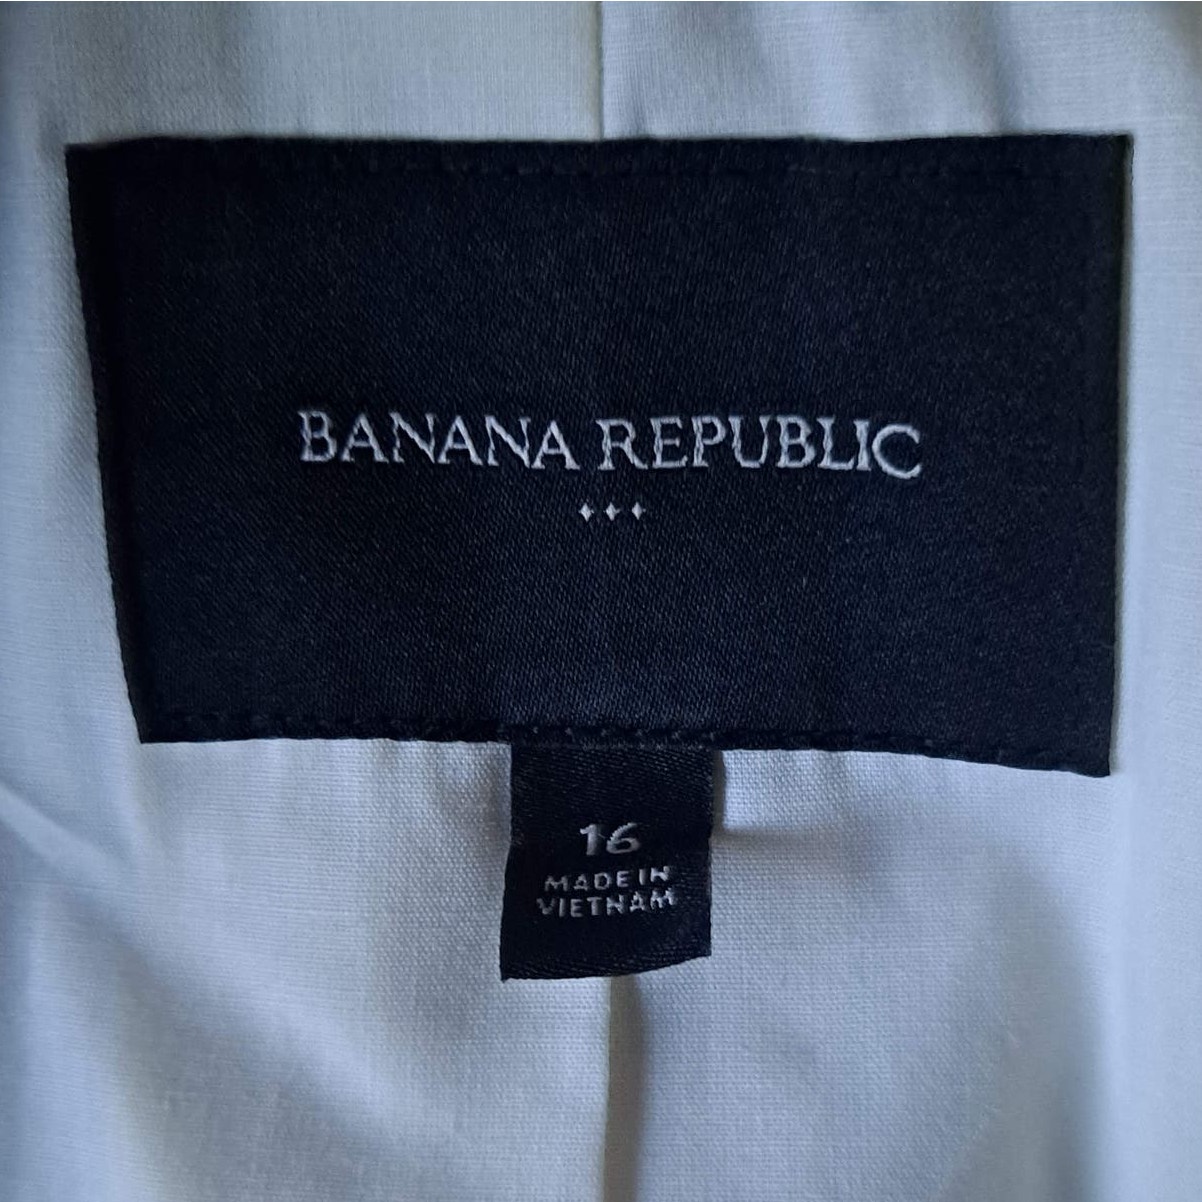 BANANA REPUBLIC
16
MADE IN
VIETNAM